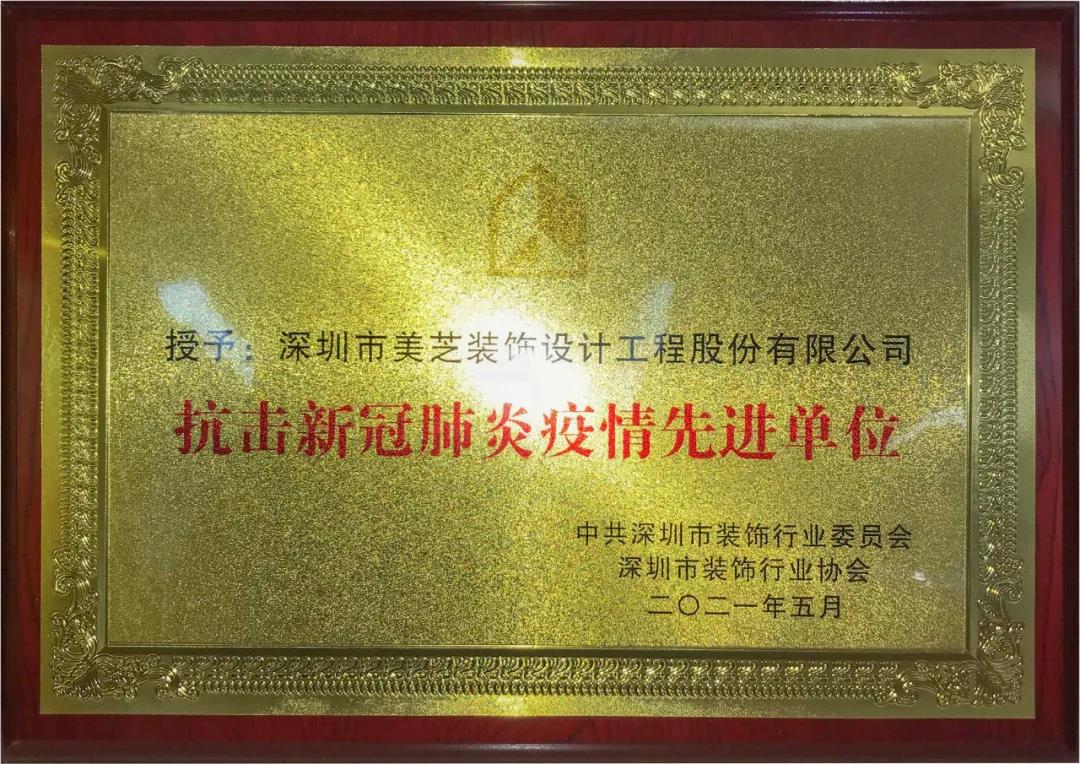 授予：深圳市美芝装饰设计工程股份有限公司
抗击新冠肺炎疫情先进单位
中共深圳市装饰行业委员会
深圳市装饰行业协会
二〇二一年五月